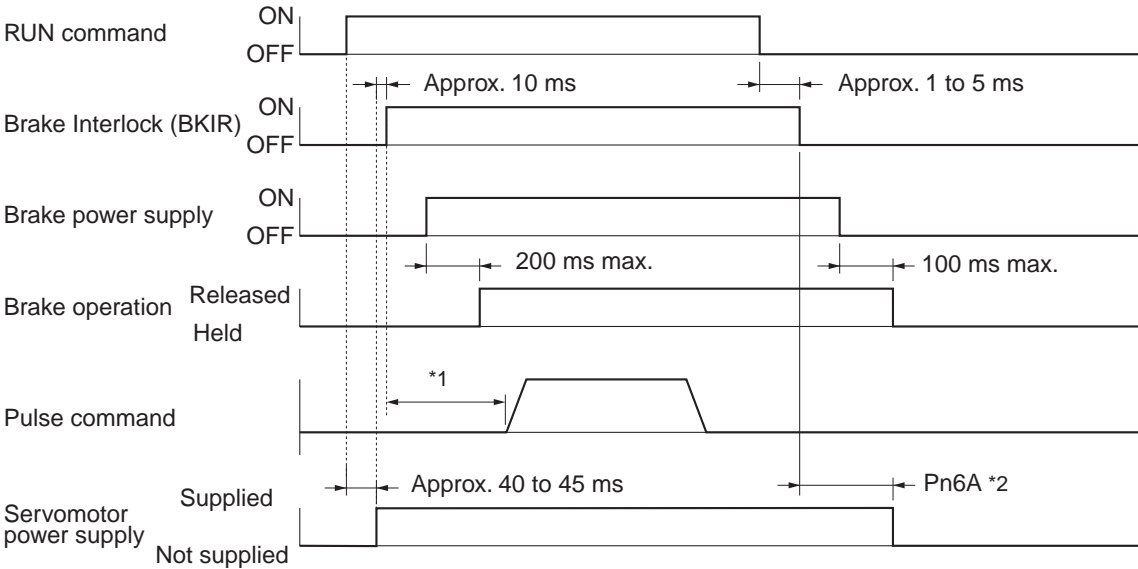 RUN command
ON
OFF
Approx. 10 ms
Approx. 1 to 5 ms
Brake Interlock (BKIR)
ON
OFF
Brake power supply
ON
OFF
200 ms max.
100 ms max.
Brake operation
Released
Held
*1
Pulse command
Approx. 40 to 45 ms
Pn6A *2
Servomotor
power supply
Supplied
Not supplied